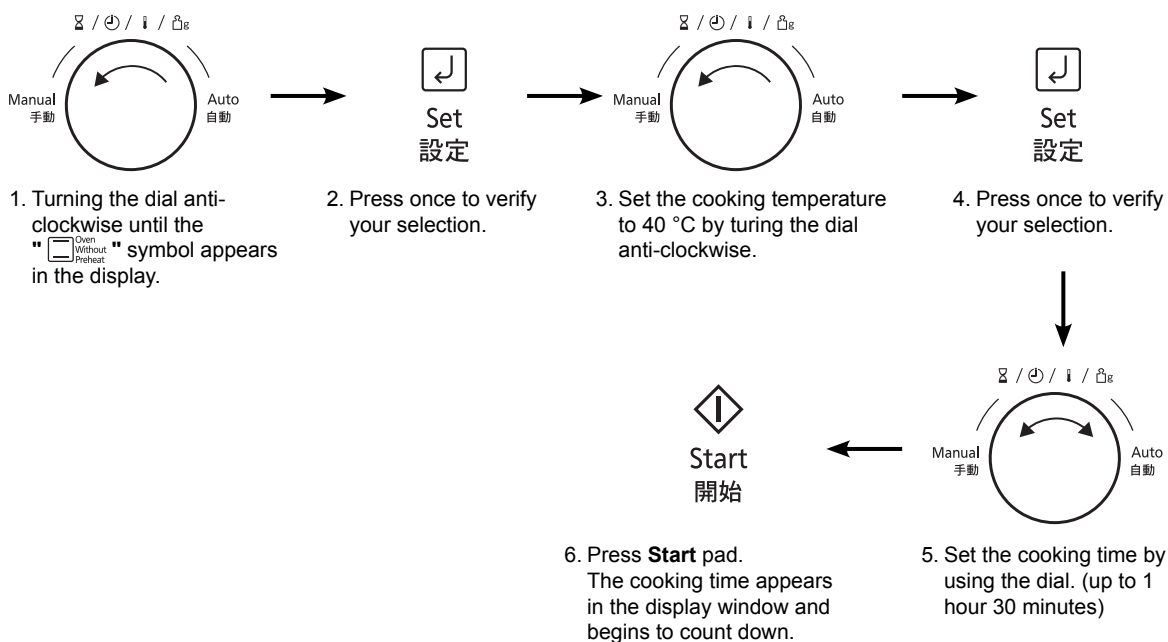 Manual
手動
Auto
自動
1. Turning the dial anti-
clockwise until the
" Oven
Without
Preheat " symbol appears
in the display.
Set
設定
2. Press once to verify
your selection.
Manual
手動
Auto
自動
3. Set the cooking temperature
to 40 °C by turing the dial
anti-clockwise.
Set
設定
4. Press once to verify
your selection.
Manual
手動
Auto
自動
5. Set the cooking time by
using the dial. (up to 1
hour 30 minutes)
Start
開始
6. Press Start pad.
The cooking time appears
in the display window and
begins to count down.